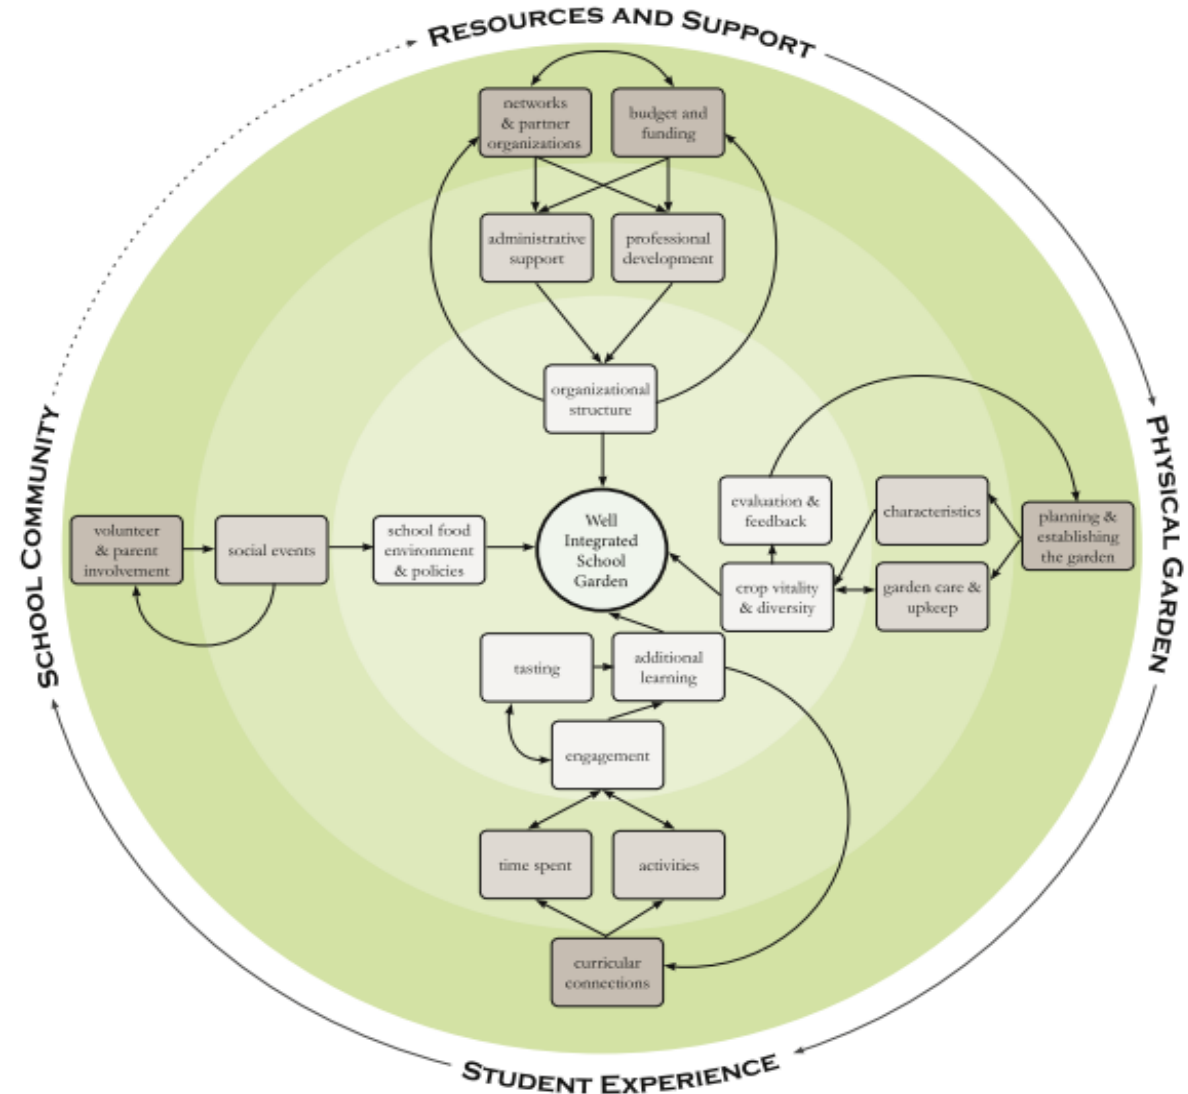 RESOURCES AND SUPPORT
networks
& partner
organizations
budget and
funding
administrative
support
professional
development
organizational
structure
PHYSICAL GARDEN
evaluation &
feedback
characteristics
planning &
establishing
the garden
crop vitality
& diversity
garden care &
upkeep
Well
Integrated
School
Garden
SCHOOL COMMUNITY
volunteer
& parent
involvement
social events
school food
environment
& policies
tasting
additional
learning
engagement
time spent
activities
curricular
connections
STUDENT EXPERIENCE